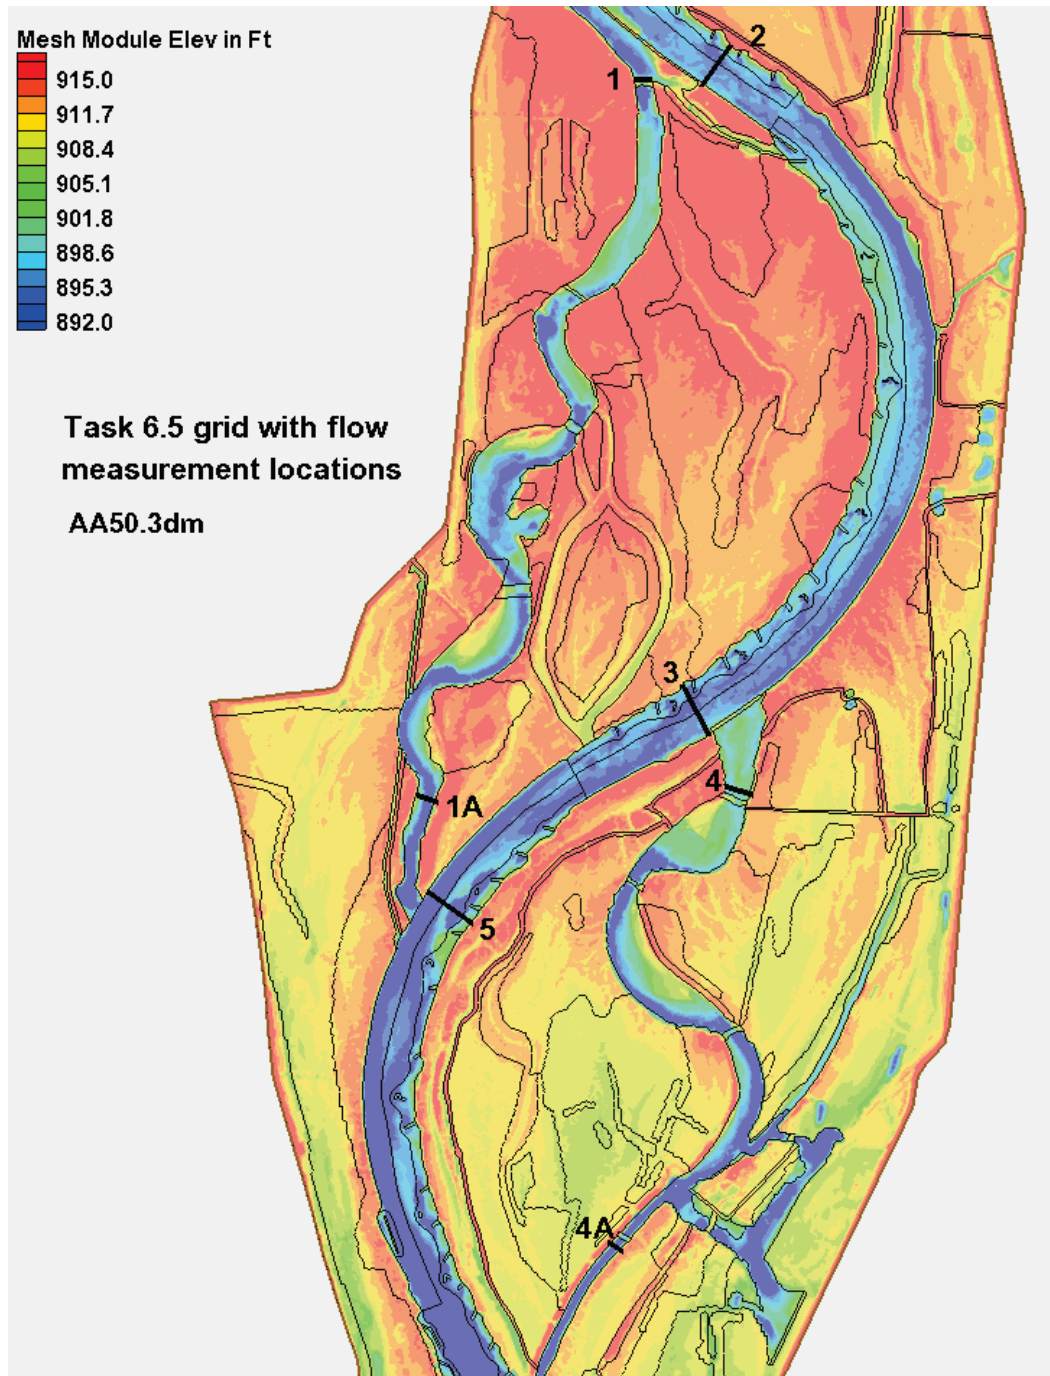 Mesh Module Elev in Ft
915.0
911.7
908.4
905.1
901.8
898.6
895.3
892.0
2
1
Task 6.5 grid with flow
measurement locations
AA50.3dm
3
4
1A
5
4A